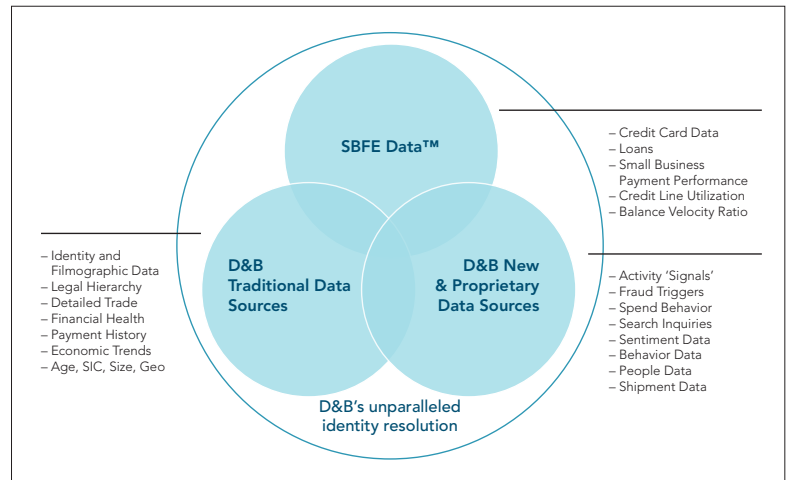 SBFE Data™
– Credit Card Data
– Loans
– Small Business
Payment Performance
– Credit Line Utilization
– Balance Velocity Ratio
– Identity and
Filmographic Data
– Legal Hierarchy
– Detailed Trade
– Financial Health
– Payment History
– Economic Trends
– Age, SIC, Size, Geo
D&B
Traditional Data
Sources
D&B New
& Proprietary
Data Sources
– Activity ‘Signals’
– Fraud Triggers
– Spend Behavior
– Search Inquiries
– Sentiment Data
– Behavior Data
– People Data
– Shipment Data
D&B’s unparalleled
identity resolution